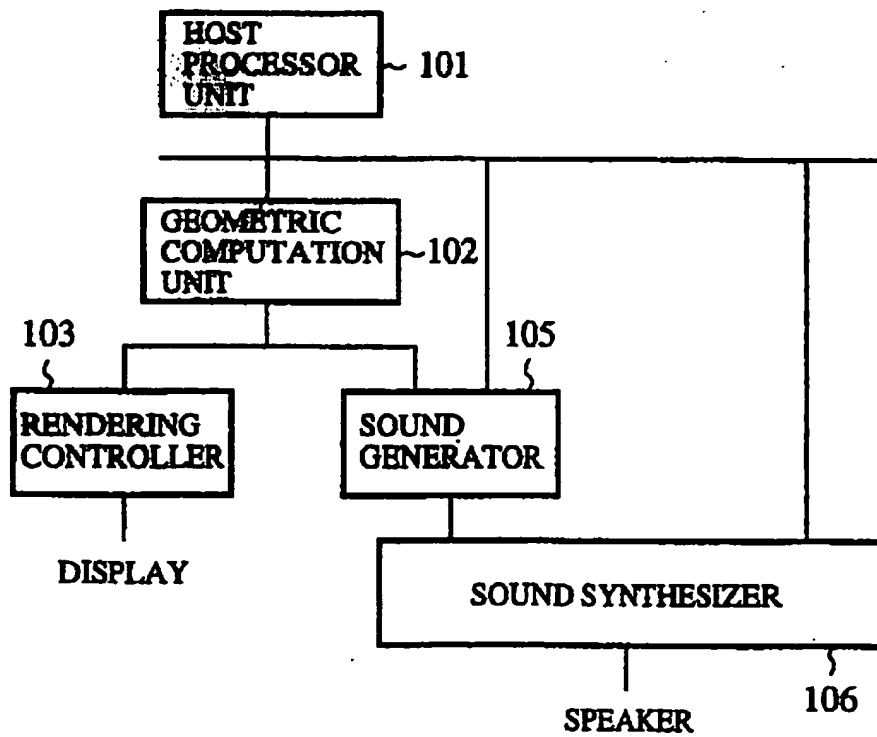 HOST
PROCESSOR
UNIT
101
GEOMETRIC
COMPUTATION
UNIT
102
103
105
RENDERING
CONTROLLER
SOUND
GENERATOR
DISPLAY
SOUND SYNTHESIZER
106
SPEAKER